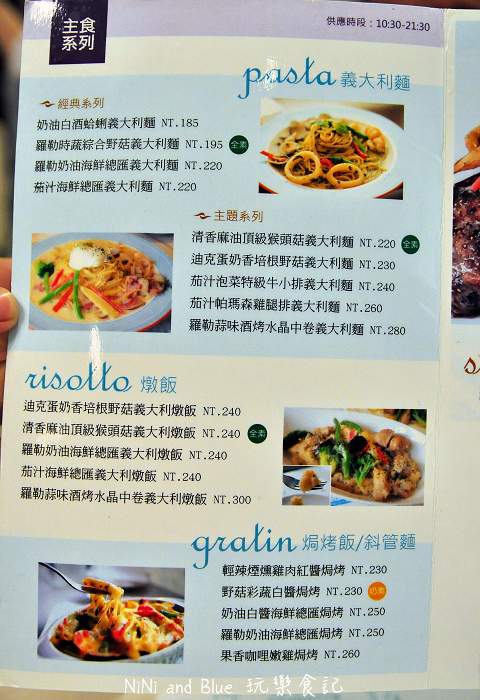 主食
系列
供應時段：10:30-21:30
pasta 義大利麵
經典系列
奶油白酒蛤蜊義大利麵 NT.185
羅勒時蔬綜合野菇義大利麵 NT.195 全素
羅勒奶油海鮮總匯義大利麵 NT.220
茄汁海鮮總匯義大利麵 NT.220
主題系列
清香麻油頂級猴頭菇義大利麵 NT.220 全素
迪克蛋奶香培根野菇義大利麵 NT.230
茄汁泡菜特級牛小排義大利麵 NT.240
茄汁帕瑪森雞腿排義大利麵 NT.260
羅勒蒜味酒烤水晶中卷義大利麵 NT.280
risotto 燉飯
迪克蛋奶香培根野菇義大利燉飯 NT.240
清香麻油頂級猴頭菇義大利燉飯 NT.240 全素
羅勒奶油海鮮總匯義大利燉飯 NT.240
茄汁海鮮總匯義大利燉飯 NT.240
羅勒蒜味酒烤水晶中卷義大利燉飯 NT.300
gratin 焗烤飯/斜管麵
輕辣煙燻雞肉紅醬焗烤 NT.230
野菇彩蔬白醬焗烤 NT.230 奶素
奶油白醬海鮮總匯焗烤 NT.250
羅勒奶油海鮮總匯焗烤 NT.250
果香咖哩嫩雞焗烤 NT.260
NiNi and Blue 玩樂食記